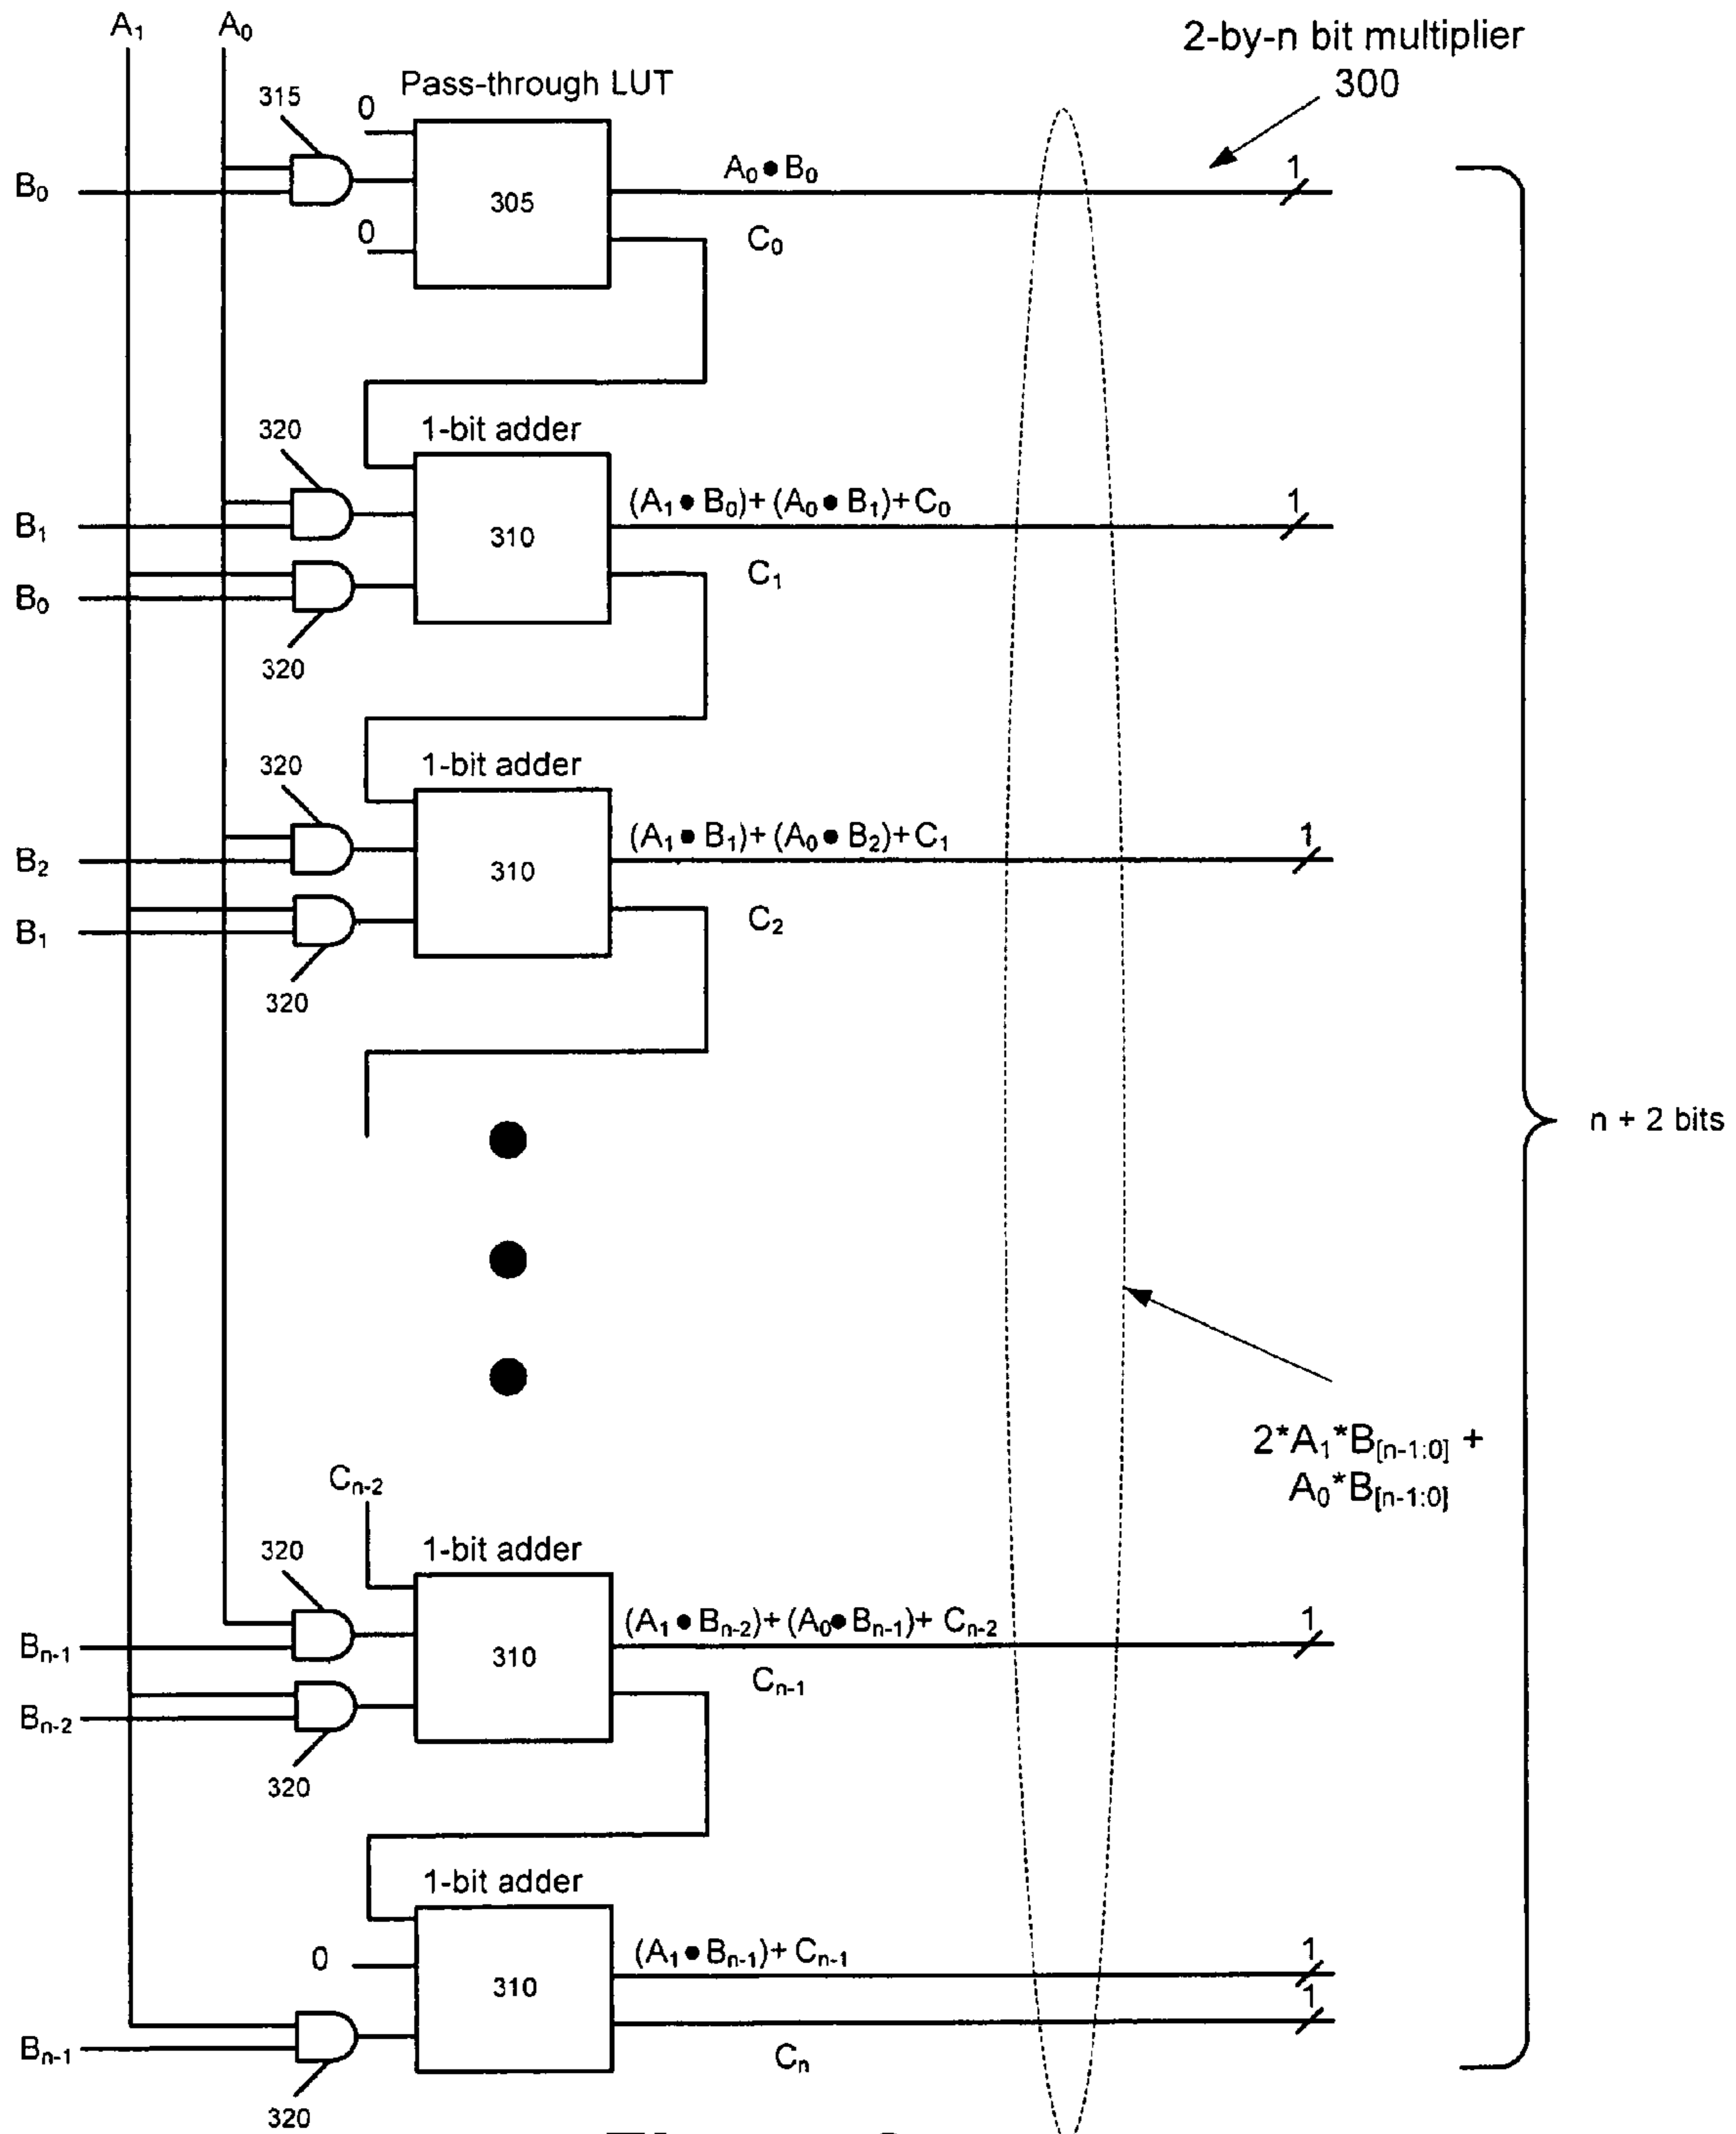 A₁ A₀
2-by-n bit multiplier
300
Pass-through LUT
315
0
B₀
305
A₀ • B₀
1
0
C₀
1-bit adder
320
B₁
310
(A₁ • B₀)+ (A₀ • B₁)+ C₀
1
C₁
B₀
320
1-bit adder
320
B₂
310
(A₁ • B₁)+ (A₀ • B₂)+ C₁
1
C₂
B₁
320
n + 2 bits
2*A₁*B[n-1:0] +
A₀*B[n-1:0]
Cₙ₋₂
1-bit adder
320
Bₙ₋₁
310
(A₁ • Bₙ₋₂)+ (A₀• Bₙ₋₁)+ Cₙ₋₂
1
Cₙ₋₁
Bₙ₋₂
320
1-bit adder
0
310
(A₁ • Bₙ₋₁)+ Cₙ₋₁
1
1
Bₙ₋₁
Cₙ
320